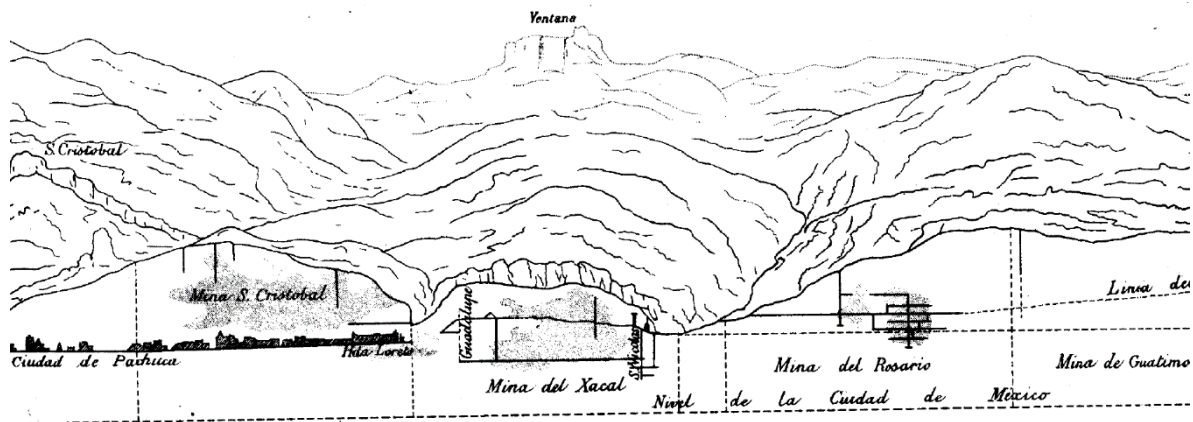 Ventana
S. Cristobal
Mina S. Cristobal
Linea de
Guadalupe
S. Nicolas
Ciudad de Pachuca
Hda Loreto
Mina del Xacal
Mina del Rosario
Mina de Guatimo
Nivel de la Ciudad de Mexico